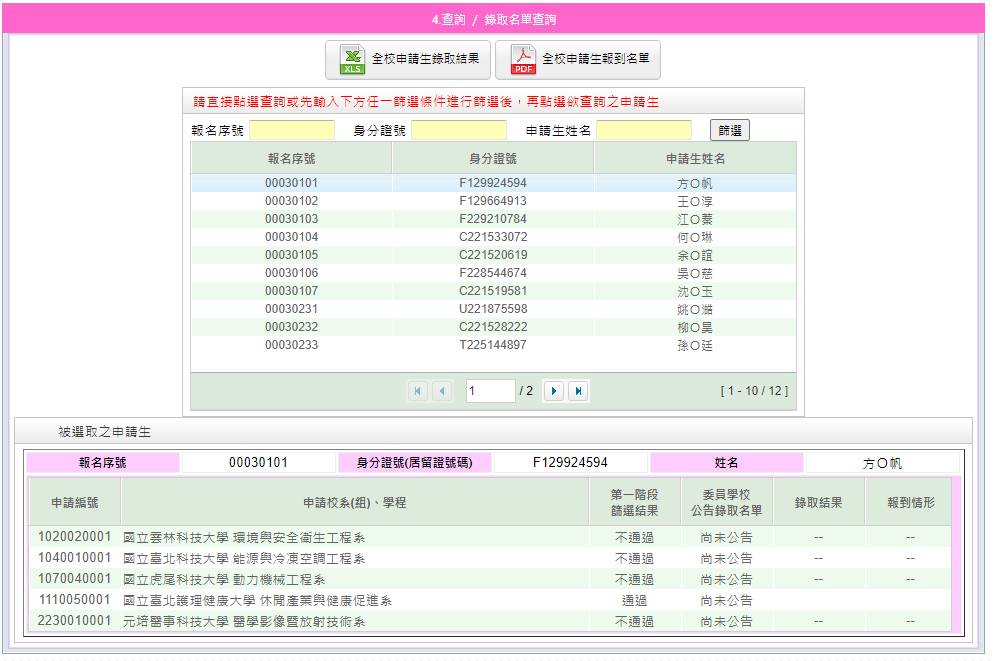 4.查詢 / 錄取名單查詢
XLS 全校申請生錄取結果 PDF 全校申請生報到名單
請直接點選查詢或先輸入下方任一篩選條件進行篩選後，再點選欲查詢之申請生
報名序號 身分證號 申請生姓名 篩選
報名序號 身分證號 申請生姓名
00030101 F129924594 方O帆
00030102 F129664913 王O淳
00030103 F229210784 江O蓁
00030104 C221533072 何O琳
00030105 C221520619 余O誼
00030106 F228544674 吳O慈
00030107 C221519581 沈O玉
00030231 U221875598 姚O澔
00030232 C221528222 柳O昊
00030233 T225144897 孫O廷
1 / 2 [ 1 - 10 / 12 ]
被選取之申請生
報名序號 00030101 身分證號(居留證號碼) F129924594 姓名 方O帆
申請編號 申請校系(組)、學程 第一階段篩選結果 委員學校公告錄取名單 錄取結果 報到情形
1020020001 國立雲林科技大學 環境與安全衛生工程系 不通過 尚未公告 -- --
1040010001 國立臺北科技大學 能源與冷凍空調工程系 不通過 尚未公告 -- --
1070040001 國立虎尾科技大學 動力機械工程系 不通過 尚未公告 -- --
1110050001 國立臺北護理健康大學 休閒產業與健康促進系 通過 尚未公告
2230010001 元培醫事科技大學 醫學影像暨放射技術系 不通過 尚未公告 -- --